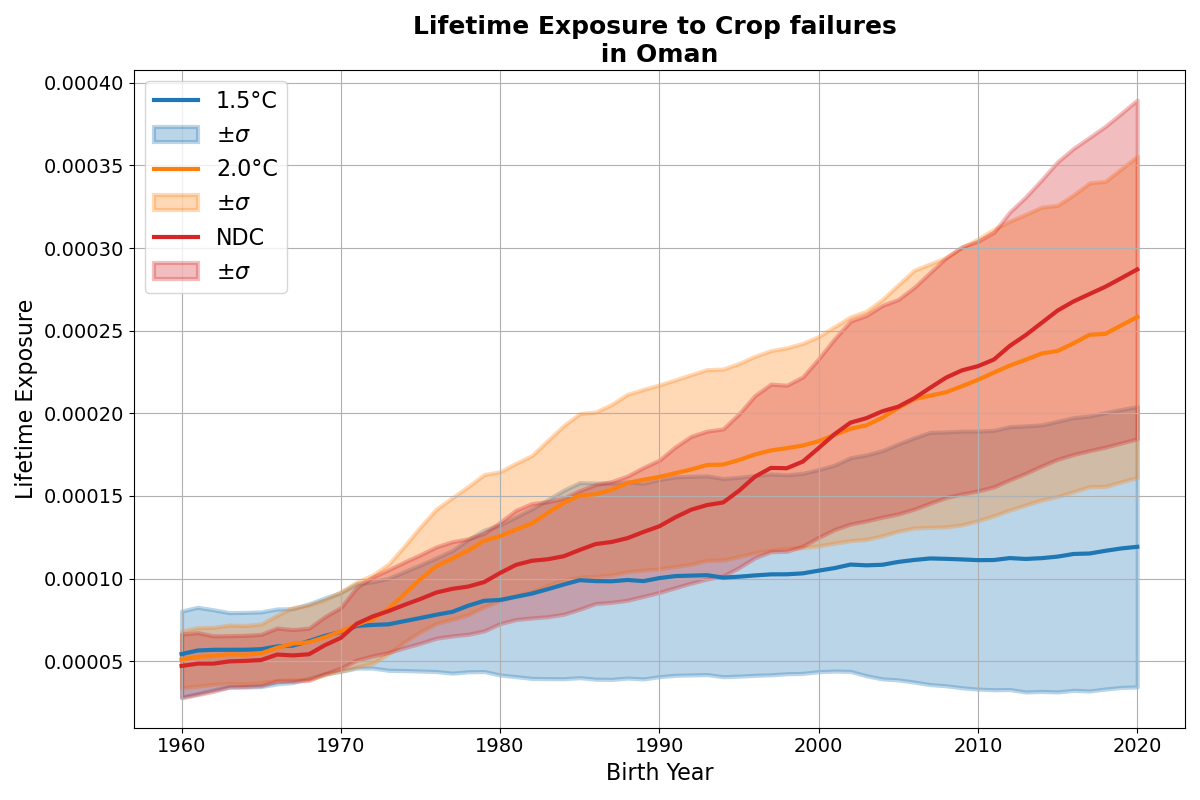 Lifetime Exposure to Crop failures
in Oman
0.00040
0.00035
0.00030
0.00025
0.00020
0.00015
0.00010
0.00005
Lifetime Exposure
1.5°C
±σ
2.0°C
±σ
NDC
±σ
1960 1970 1980 1990 2000 2010 2020
Birth Year